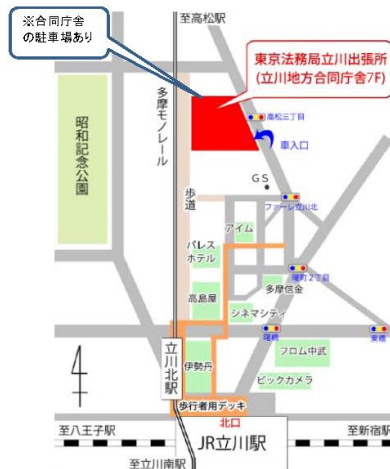 至高松駅
※合同庁舎
の駐車場あり
東京法務局立川出張所
(立川地方合同庁舎7F)
多摩モノレール
昭和記念公園
高松三丁目
車入口
GS
歩道
ファーレ立川北
アイム
パレス
ホテル
曙町2丁目
多摩信金
高島屋
シネマシティ
曙橋
東橋
立川北駅
伊勢丹
フロム中武
ビックカメラ
歩行者用デッキ
北口
至八王子駅
JR立川駅
至新宿駅
至立川南駅